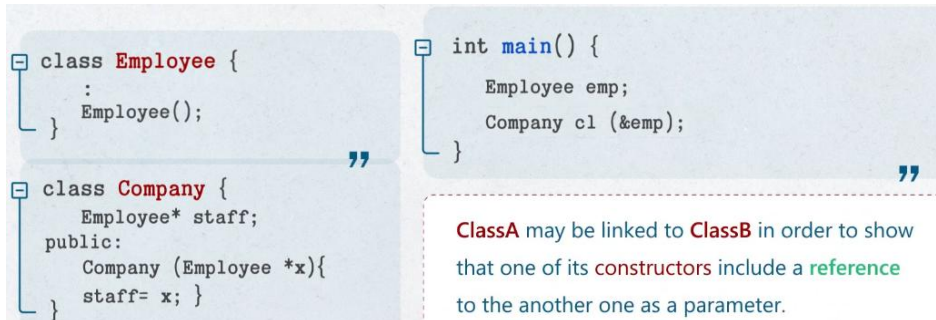 class Employee {
:
Employee();
}
”
class Company {
Employee* staff;
public:
Company (Employee *x){
staff= x; }
}
int main() {
Employee emp;
Company cl (&emp);
}
”
ClassA may be linked to ClassB in order to show
that one of its constructors include a reference
to the another one as a parameter.